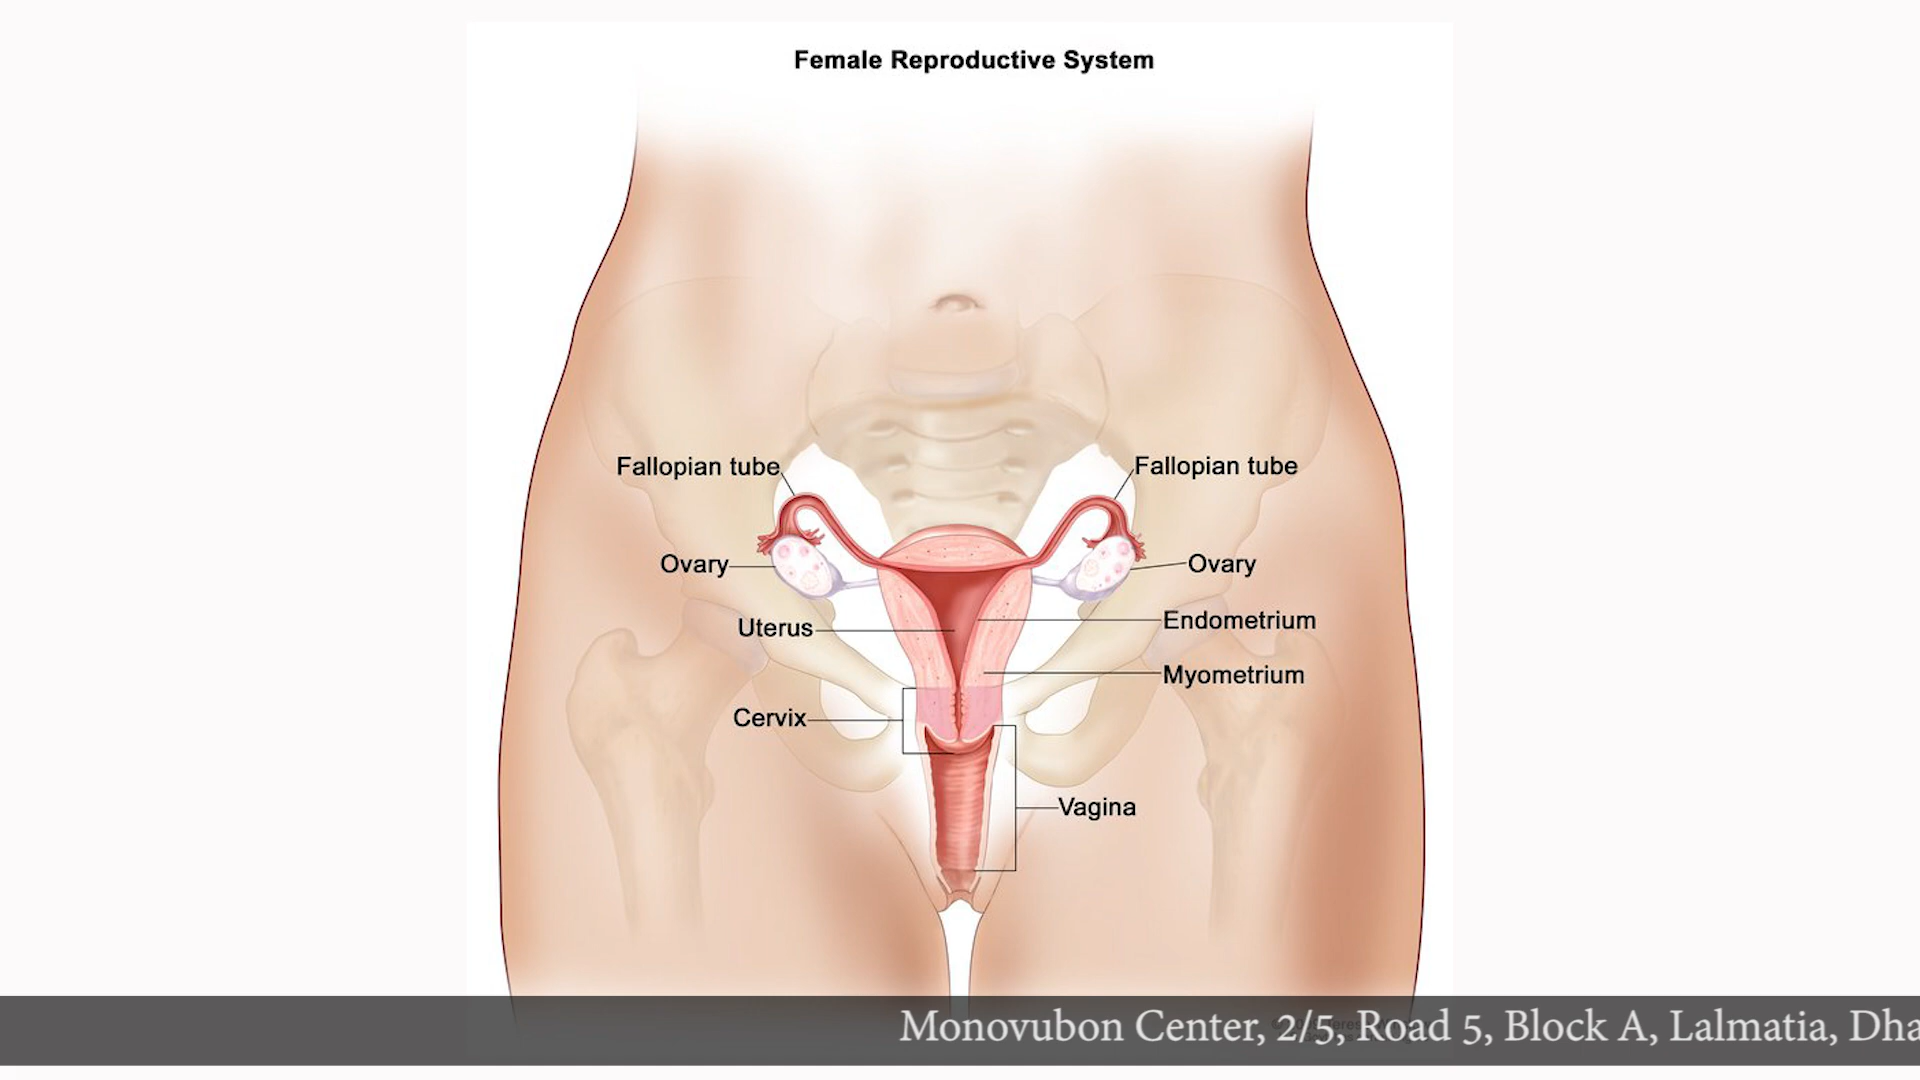 Female Reproductive System
Fallopian tube
Fallopian tube
Ovary
Ovary
Uterus
Endometrium
Myometrium
Cervix
Vagina
Monovubon Center, 2/5, Road 5, Block A, Lalmatia, Dha